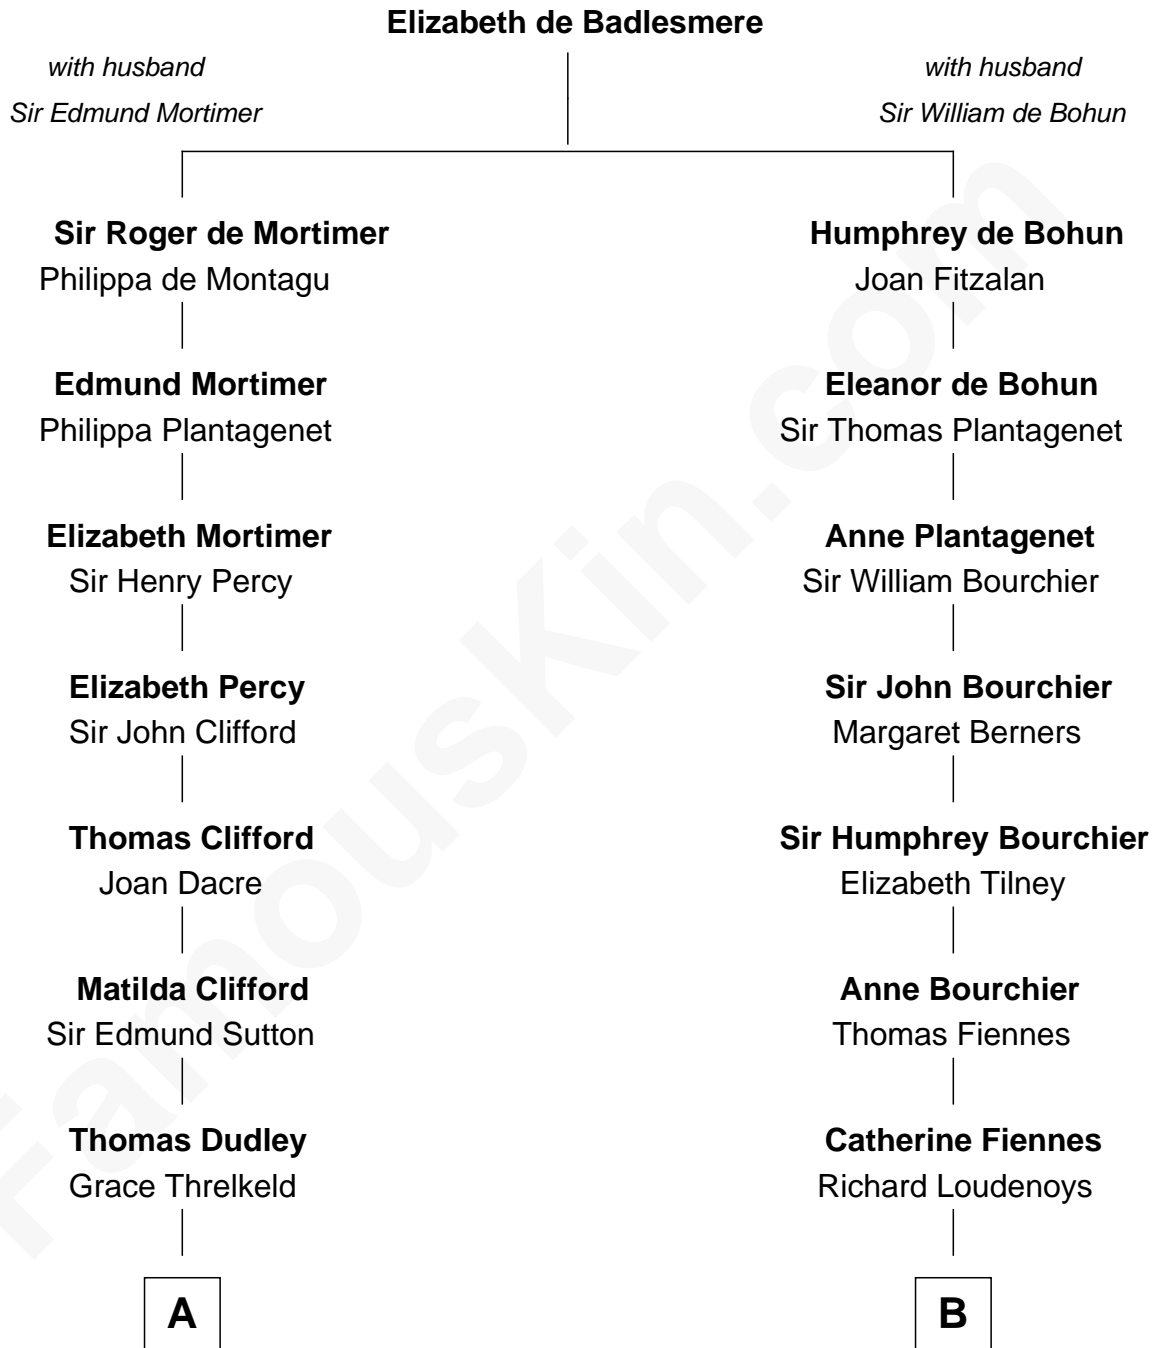 Elizabeth de Badlesmere
with husband
Sir Edmund Mortimer
with husband
Sir William de Bohun
Sir Roger de Mortimer
Philippa de Montagu
Humphrey de Bohun
Joan Fitzalan
Edmund Mortimer
Philippa Plantagenet
Eleanor de Bohun
Sir Thomas Plantagenet
Elizabeth Mortimer
Sir Henry Percy
Anne Plantagenet
Sir William Bourchier
Elizabeth Percy
Sir John Clifford
Sir John Bourchier
Margaret Berners
Thomas Clifford
Joan Dacre
Sir Humphrey Bourchier
Elizabeth Tilney
Matilda Clifford
Sir Edmund Sutton
Anne Bourchier
Thomas Fiennes
Thomas Dudley
Grace Threlkeld
Catherine Fiennes
Richard Loudenoys
A
B
FamousKin.com